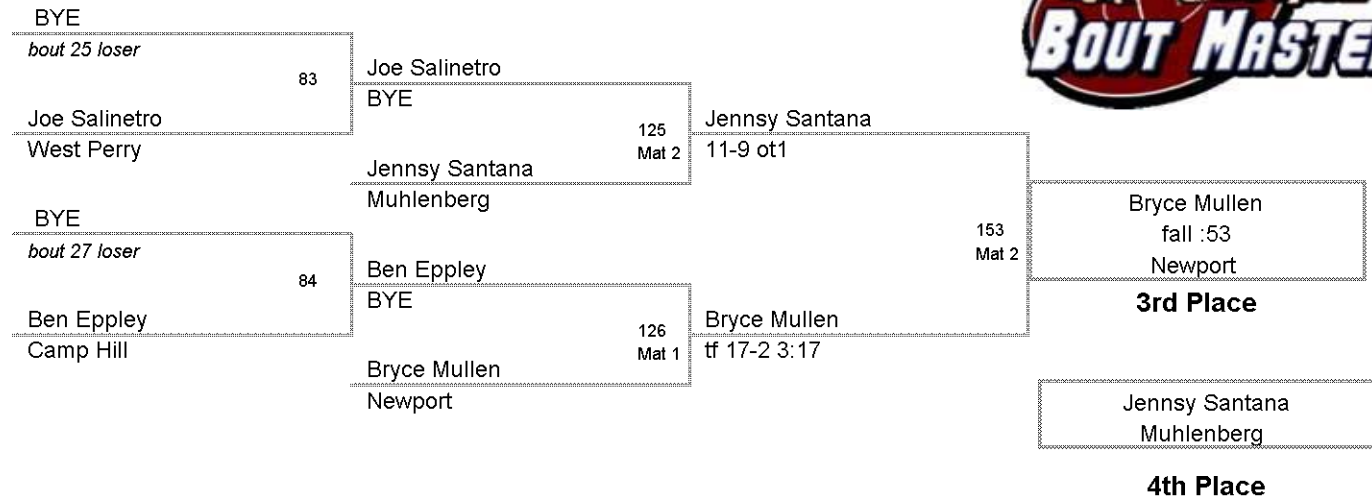 BOUT MASTE
BYE
bout 25 loser
83
Joe Salinetro
West Perry
BYE
bout 27 loser
84
Ben Eppley
Camp Hill
Joe Salinetro
BYE
125
Mat 2
Jennsy Santana
Muhlenberg
Ben Eppley
BYE
126
Mat 1
Bryce Mullen
Newport
Jennsy Santana
11-9 ot1
153
Mat 2
Bryce Mullen
tf 17-2 3:17
Bryce Mullen
fall :53
Newport
3rd Place
Jennsy Santana
Muhlenberg
4th Place